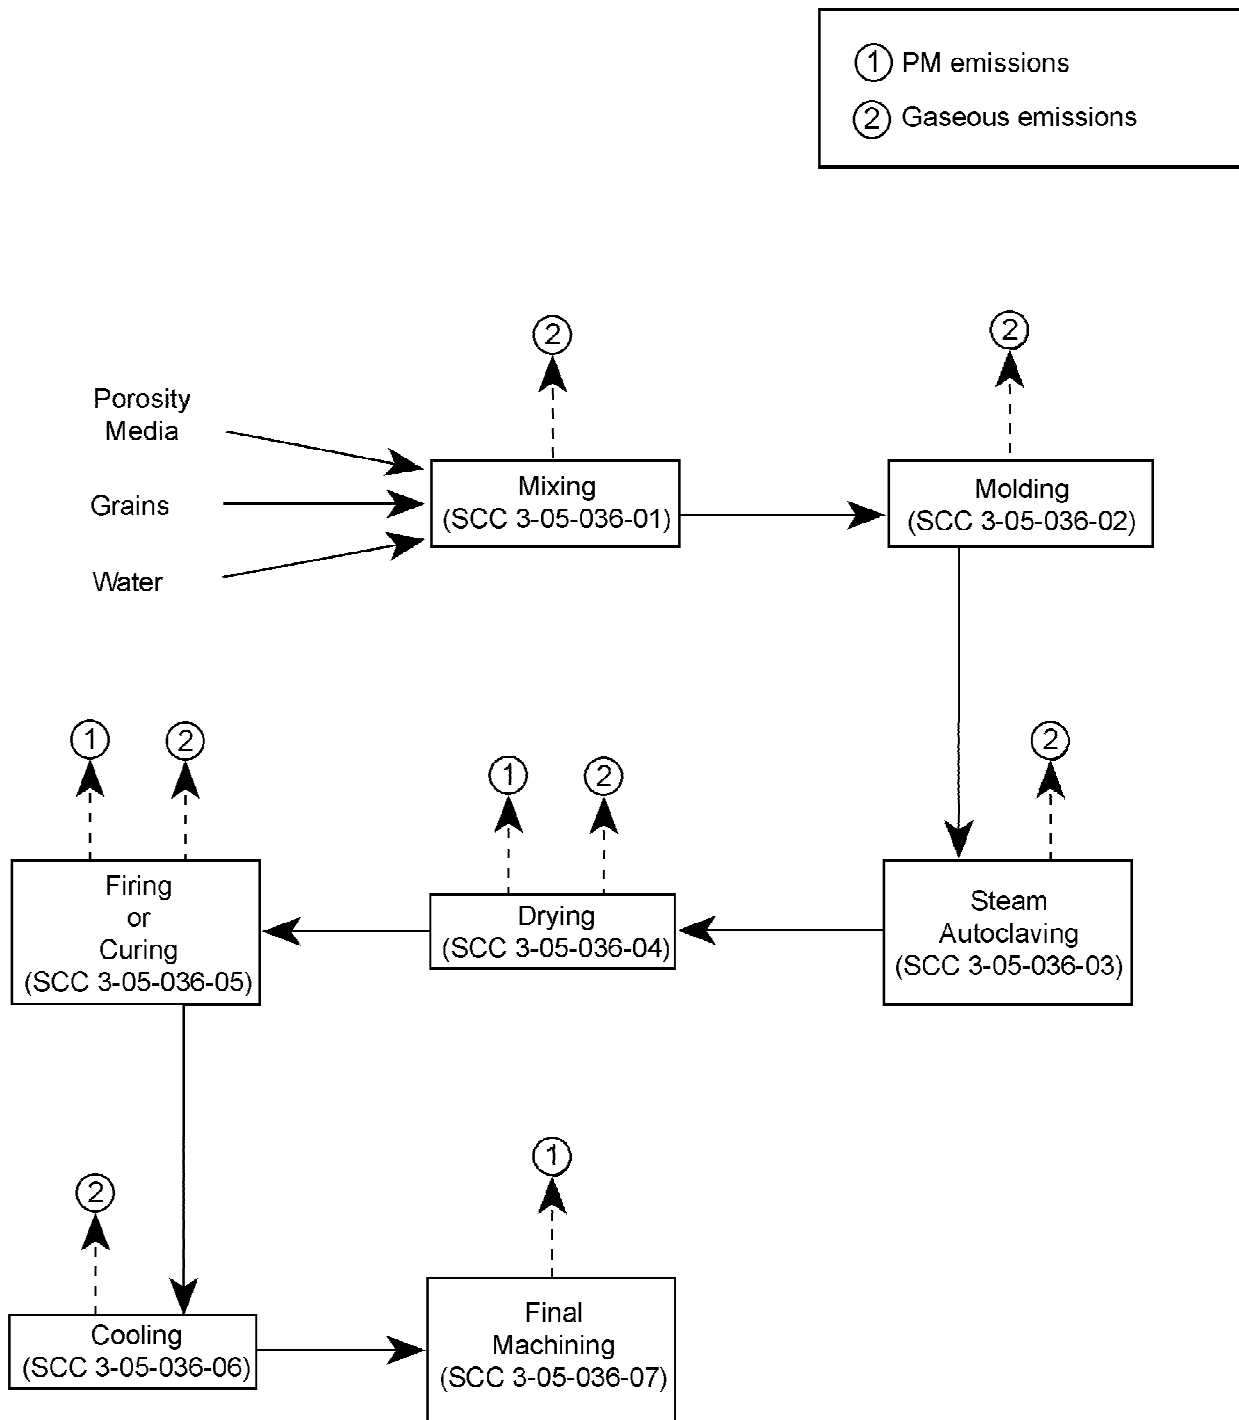 ① PM emissions
② Gaseous emissions
②
②
Porosity
Media
Grains
Water
Mixing
(SCC 3-05-036-01)
Molding
(SCC 3-05-036-02)
①
②
①
②
②
Firing
or
Curing
(SCC 3-05-036-05)
Drying
(SCC 3-05-036-04)
Steam
Autoclaving
(SCC 3-05-036-03)
②
①
Cooling
(SCC 3-05-036-06)
Final
Machining
(SCC 3-05-036-07)